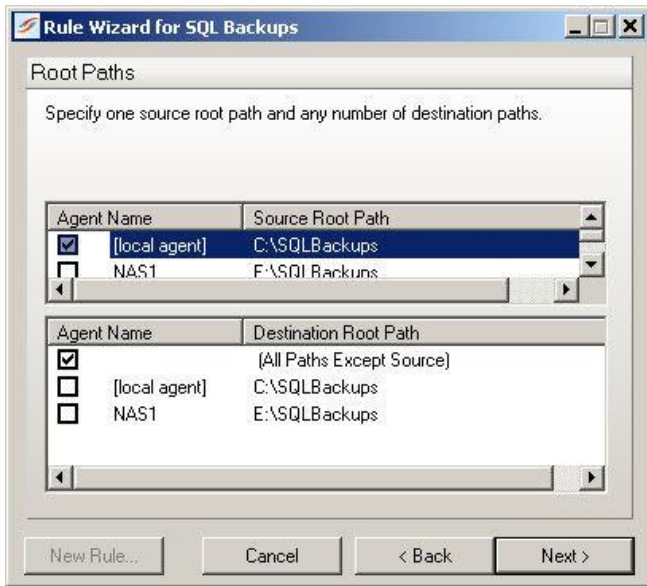 Rule Wizard for SQL Backups
Root Paths
Specify one source root path and any number of destination paths.
Agent Name Source Root Path
[local agent] C:\SQLBackups
NAS1 E:\SQLBackups
Agent Name Destination Root Path
(All Paths Except Source)
[local agent] C:\SQLBackups
NAS1 E:\SQLBackups
New Rule... Cancel < Back Next >